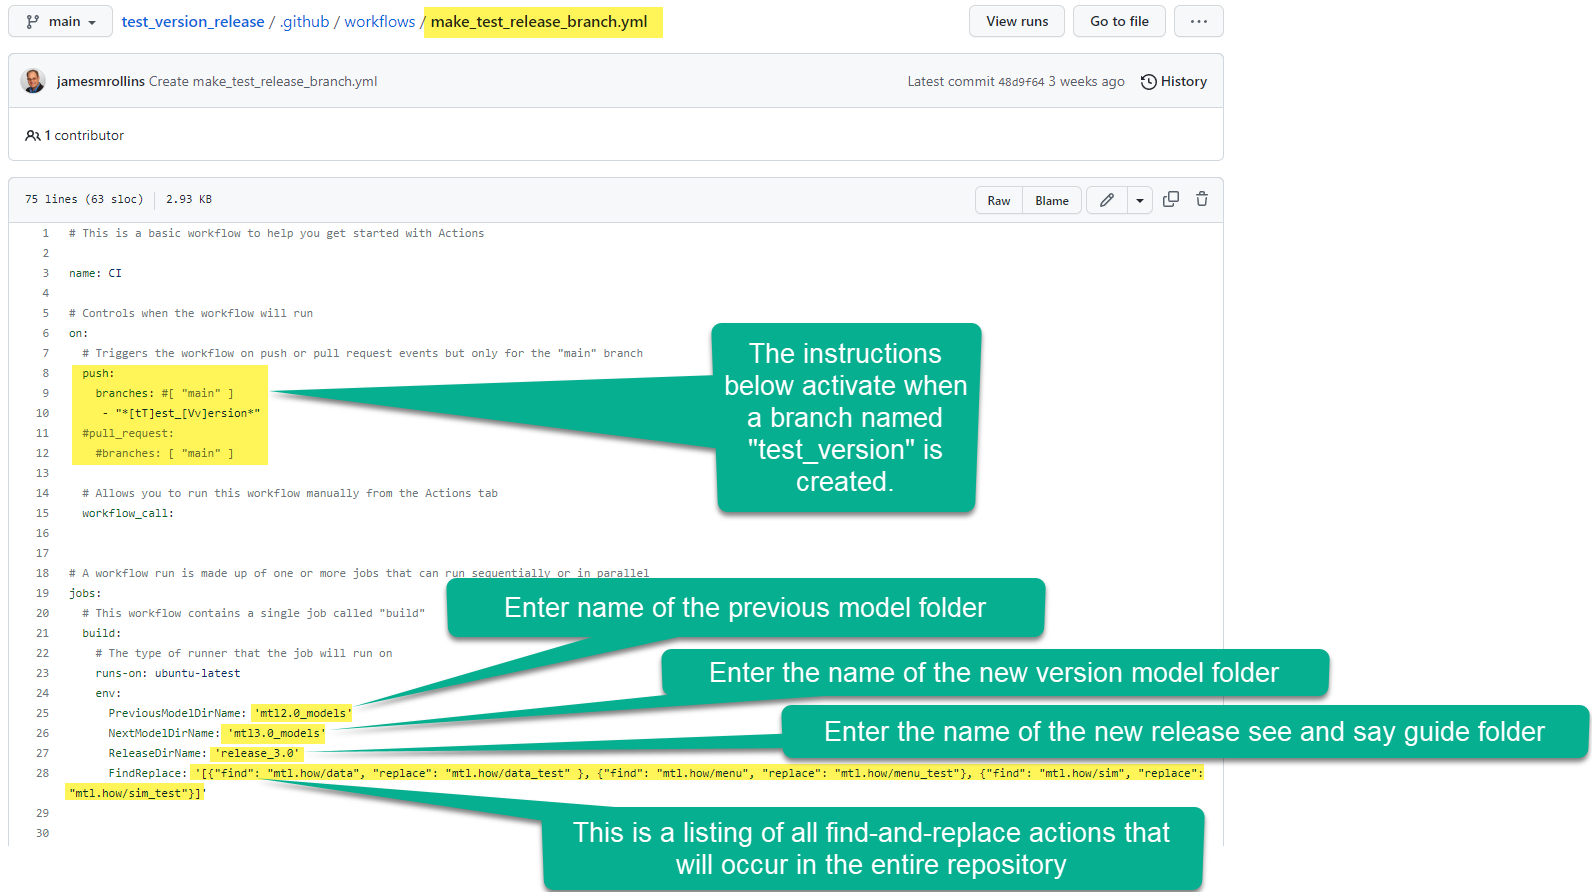 main
test_version_release / .github / workflows / make_test_release_branch.yml
View runs
Go to file
...
jamesmrollins Create make_test_release_branch.yml
Latest commit 48d9f64 3 weeks ago
History
1 contributor
75 lines (63 sloc)
2.93 KB
Raw
Blame
1 # This is a basic workflow to help you get started with Actions
2
3 name: CI
4
5 # Controls when the workflow will run
6 on:
7 # Triggers the workflow on push or pull request events but only for the "main" branch
8 push:
9 branches: #[ "main" ]
10 - "*[tT]est_[Vv]ersion*"
11 #pull_request:
12 #branches: [ "main" ]
13
14 # Allows you to run this workflow manually from the Actions tab
15 workflow_call:
16
17
18 # A workflow run is made up of one or more jobs that can run sequentially or in parallel
19 jobs:
20 # This workflow contains a single job called "build"
21 build:
22 # The type of runner that the job will run on
23 runs-on: ubuntu-latest
24 env:
25 PreviousModelDirName: 'mtl2.0_models'
26 NextModelDirName: 'mtl3.0_models'
27 ReleaseDirName: 'release_3.0'
28 FindReplace: '[{"find": "mtl.how/data", "replace": "mtl.how/data_test" }, {"find": "mtl.how/menu", "replace": "mtl.how/menu_test"}, {"find": "mtl.how/sim", "replace":
"mtl.how/sim_test"}]'
29
30
The instructions
below activate when
a branch named
"test_version" is
created.
Enter name of the previous model folder
Enter the name of the new version model folder
Enter the name of the new release see and say guide folder
This is a listing of all find-and-replace actions that
will occur in the entire repository